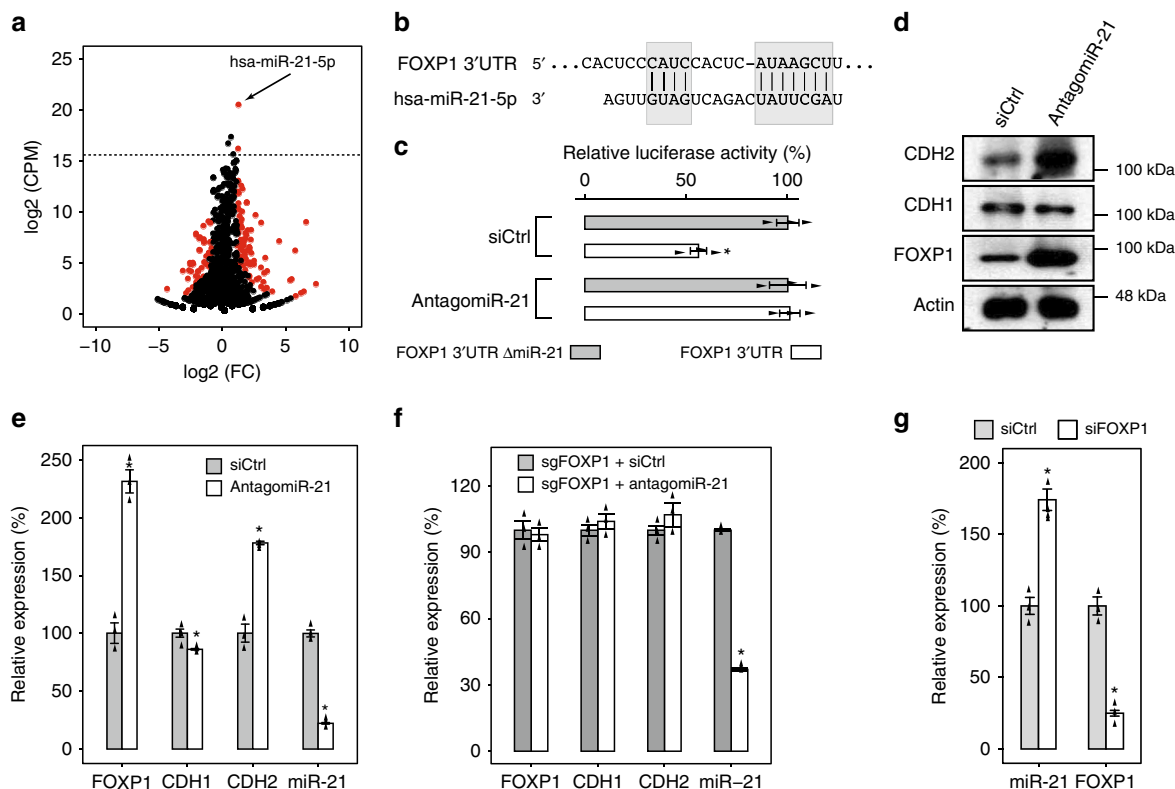 a
25
20
15
10
5
0
log2 (CPM)
hsa-miR-21-5p
−10
−5
0
5
10
log2 (FC)
b
FOXP1 3′UTR 5′ ...CACUCCCAUCCACUC–AUAAGCUU...
hsa-miR-21-5p 3′ AGUUGUAGUCAGACUAUUCGAU
c
Relative luciferase activity (%)
0 50 100
siCtrl
*
AntagomiR-21
FOXP1 3′UTR ΔmiR-21
FOXP1 3′UTR
d
siCtrl
AntagomiR-21
CDH2
100 kDa
CDH1
100 kDa
FOXP1
100 kDa
Actin
48 kDa
e
Relative expression (%)
250
200
150
100
50
0
siCtrl
AntagomiR-21
* * * *
FOXP1 CDH1 CDH2 miR-21
f
Relative expression (%)
120
90
60
30
0
sgFOXP1 + siCtrl
sgFOXP1 + antagomiR-21
*
FOXP1 CDH1 CDH2 miR−21
g
siCtrl siFOXP1
Relative expression (%)
200
150
100
50
0
* *
miR-21 FOXP1